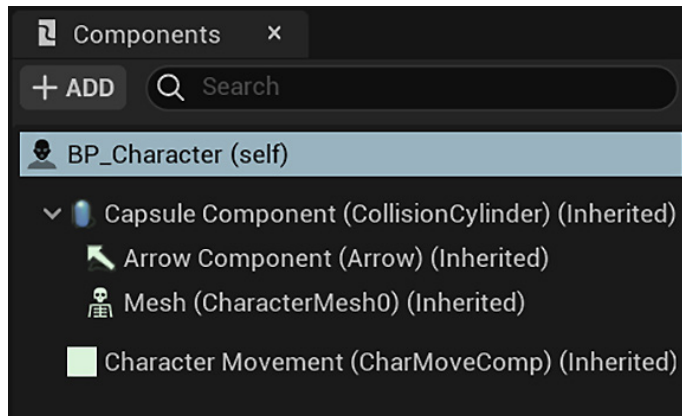 Components
+ ADD Search
BP_Character (self)
Capsule Component (CollisionCylinder) (Inherited)
Arrow Component (Arrow) (Inherited)
Mesh (CharacterMesh0) (Inherited)
Character Movement (CharMoveComp) (Inherited)